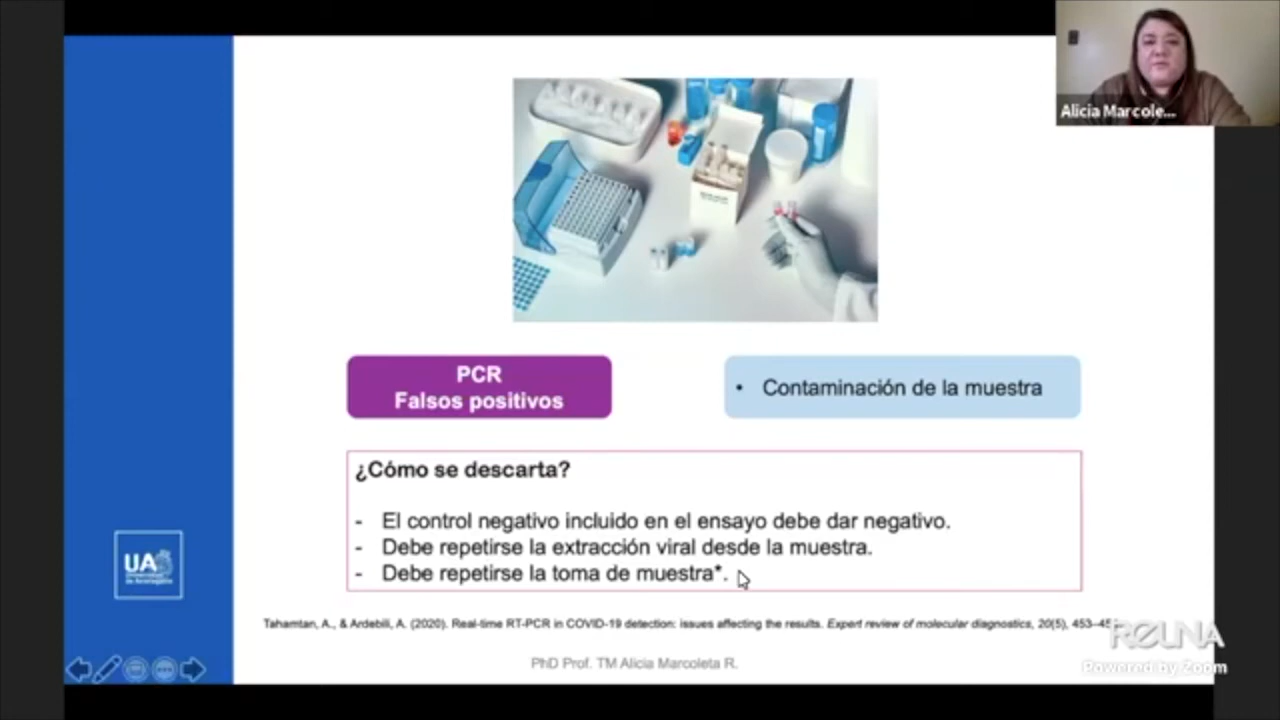 Alicia Marcole...
PCR
Falsos positivos
• Contaminación de la muestra
¿Cómo se descarta?
- El control negativo incluido en el ensayo debe dar negativo.
- Debe repetirse la extracción viral desde la muestra.
- Debe repetirse la toma de muestra*.
UA
Tahamtan, A., & Ardebili, A. (2020). Real-time RT-PCR in COVID-19 detection: issues affecting the results. Expert review of molecular diagnostics, 20(5), 453–
REUNA
Powered by Zoom
PhD Prof. TM Alicia Marcoleta R.